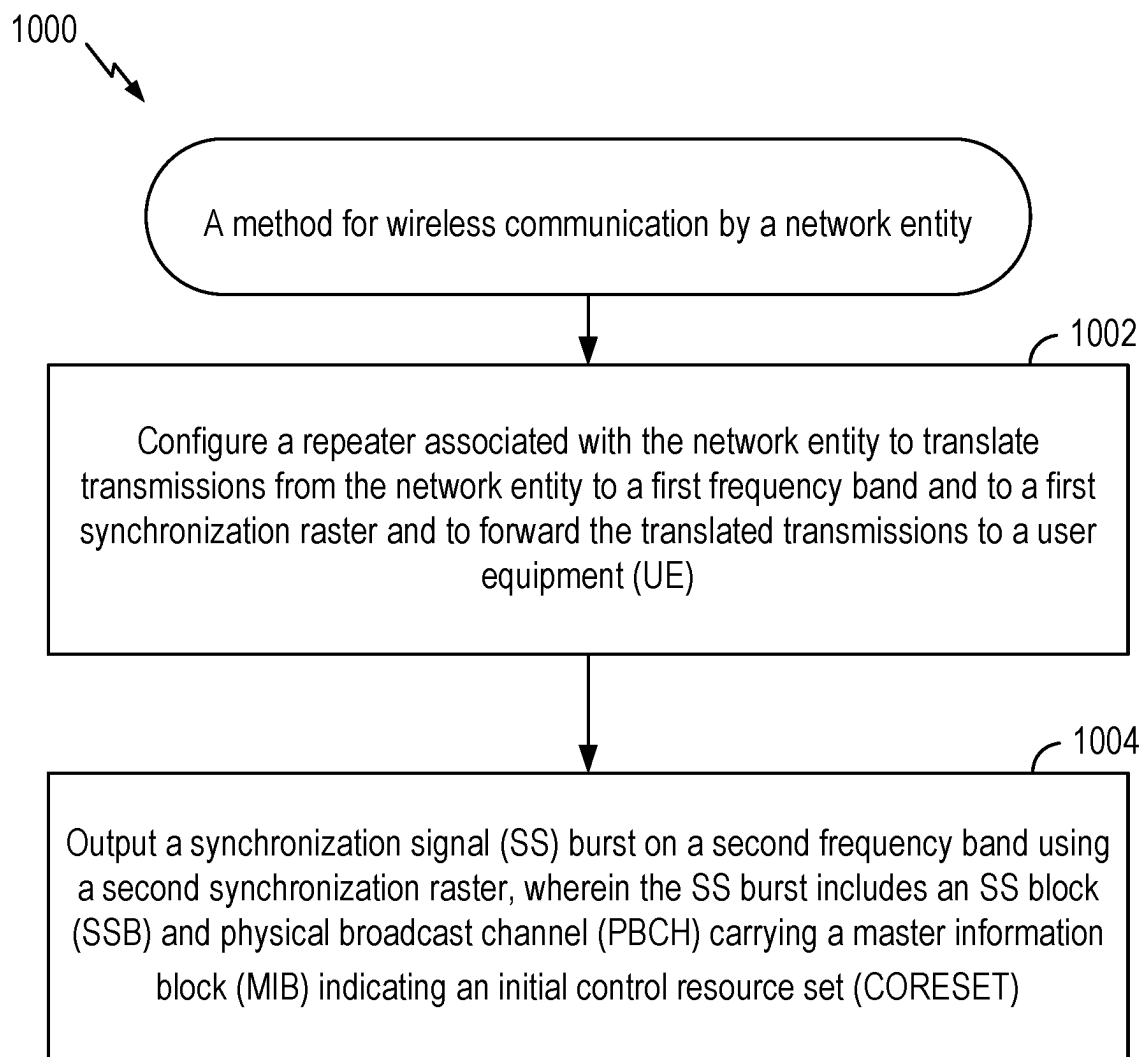 1000
A method for wireless communication by a network entity
1002
Configure a repeater associated with the network entity to translate
transmissions from the network entity to a first frequency band and to a first
synchronization raster and to forward the translated transmissions to a user
equipment (UE)
1004
Output a synchronization signal (SS) burst on a second frequency band using
a second synchronization raster, wherein the SS burst includes an SS block
(SSB) and physical broadcast channel (PBCH) carrying a master information
block (MIB) indicating an initial control resource set (CORESET)